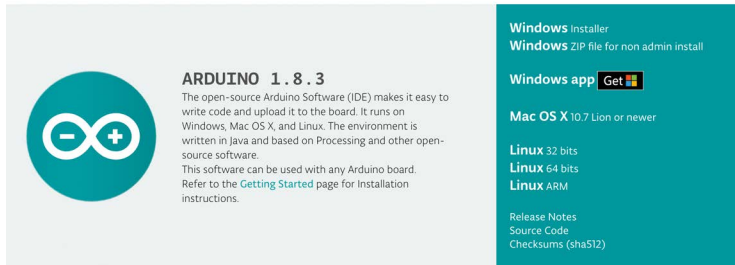 ARDUINO 1.8.3
The open-source Arduino Software (IDE) makes it easy to
write code and upload it to the board. It runs on
Windows, Mac OS X, and Linux. The environment is
written in Java and based on Processing and other open-
source software.
This software can be used with any Arduino board.
Refer to the Getting Started page for Installation
instructions.
Windows Installer
Windows ZIP file for non admin install
Windows app Get
Mac OS X 10.7 Lion or newer
Linux 32 bits
Linux 64 bits
Linux ARM
Release Notes
Source Code
Checksums (sha512)